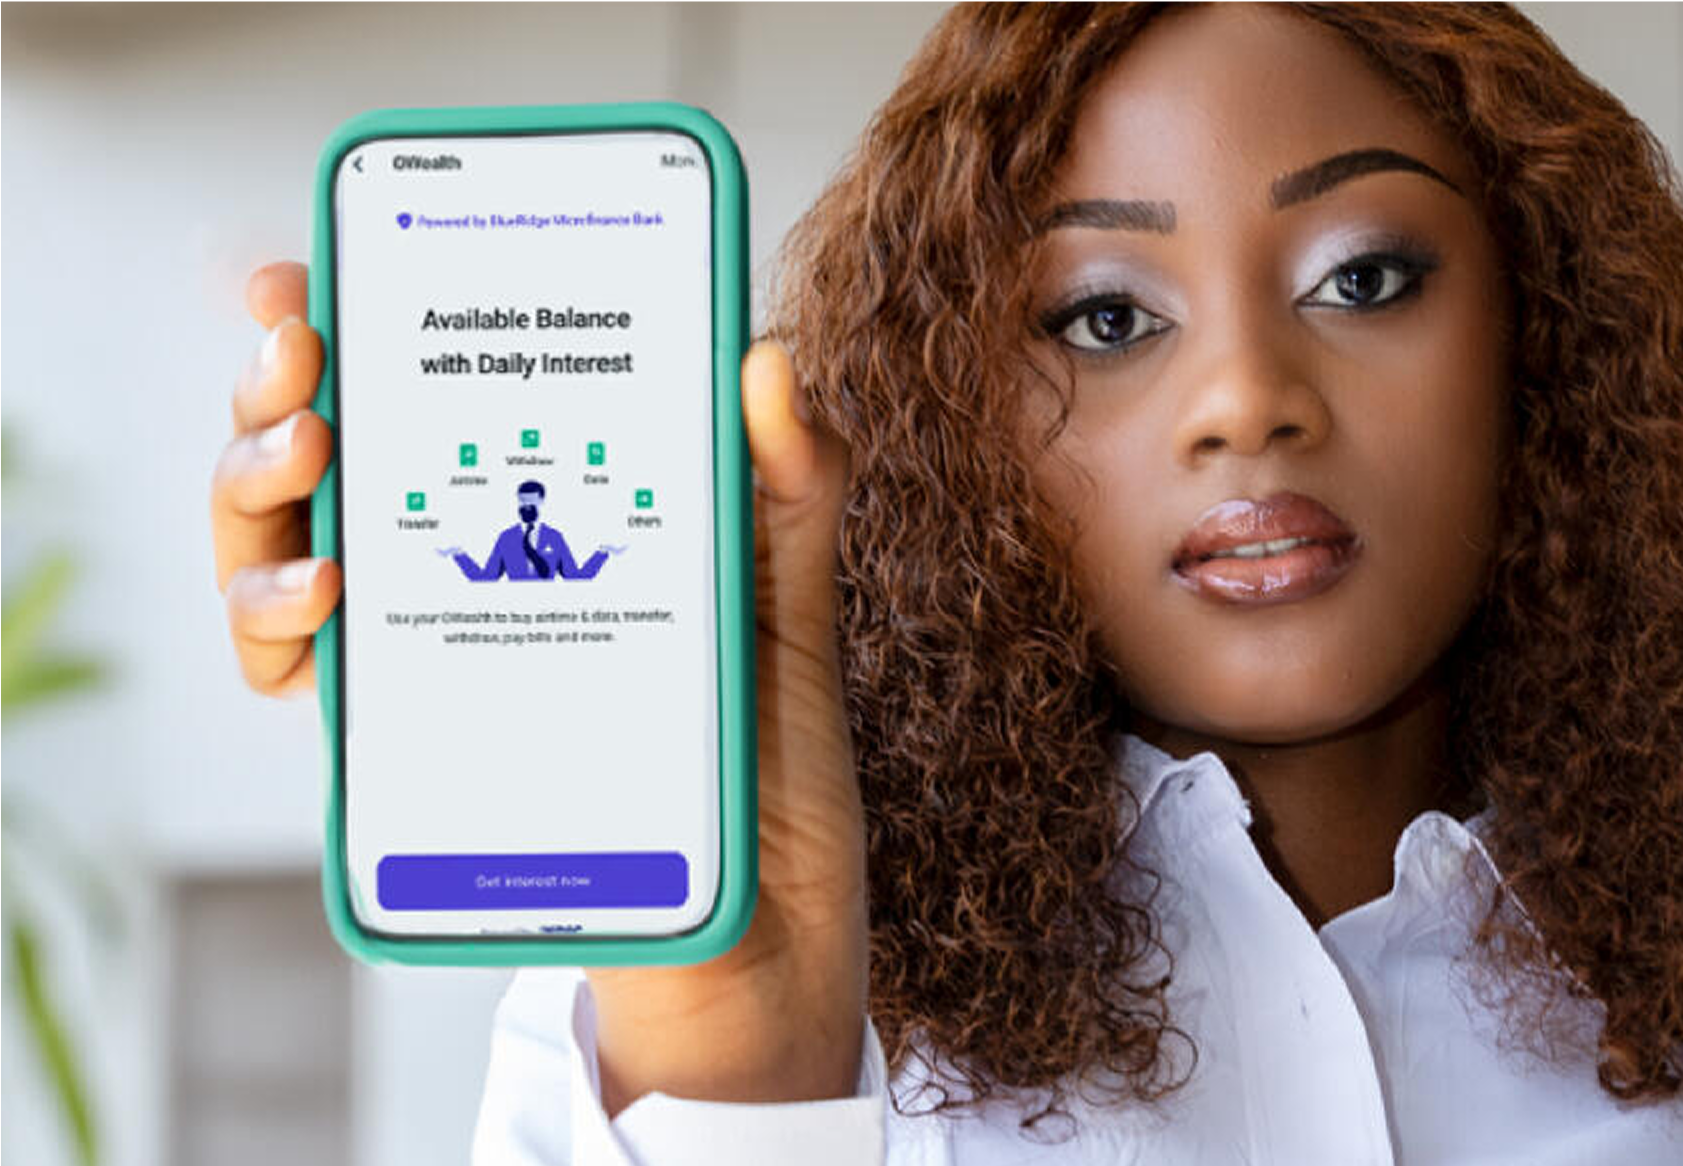 OWealth
Powered by BlueRidge Microfinance Bank
Available Balance
with Daily Interest
Withdraw
Airtime
Data
Transfer
Others
Use your OWealth to buy airtime & data, transfer,
withdraw, pay bills and more.
Get interest now